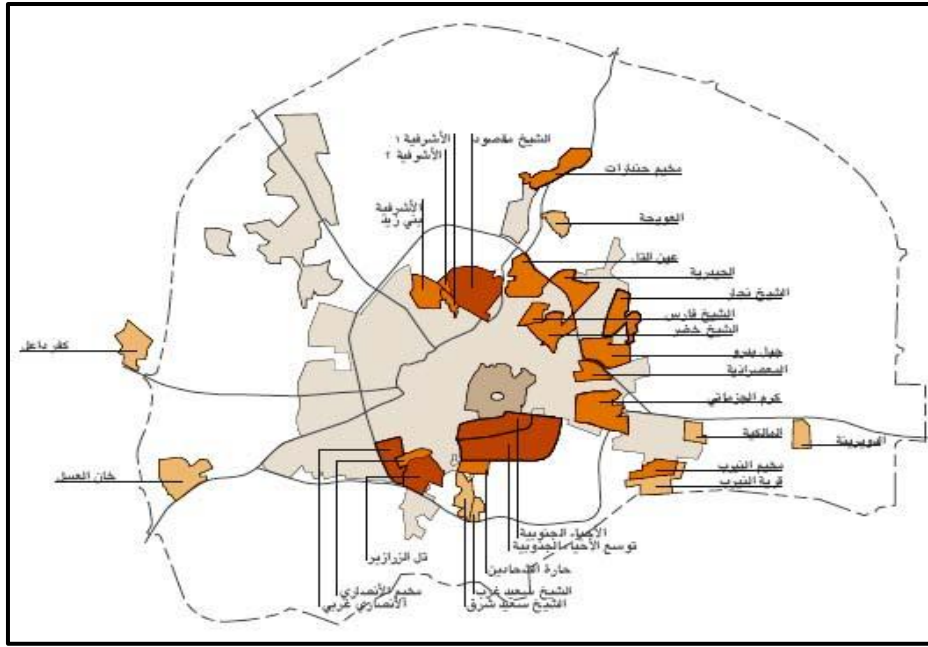 الأشرفية ١
الشيخ مقصود
الأشرفية ٢
مخيم حندرات
الأشرفية
بني زيد
العويجة
عين التل
الحيدرية
الشيخ نجار
الشيخ فارس
الشيخ خضر
جبل بدرو
المعصرانية
كفر داعل
كرم الجزماتي
المالكية
النويرينة
مخيم النيرب
قرية النيرب
خان العسل
الأحياء الجنوبية
توسع الأحياء الجنوبية
تل الزرازير
حارة الشحادين
مخيم الأنصاري
الأنصاري غربي
الشيخ سعيد غرب
الشيخ سعيد شرق